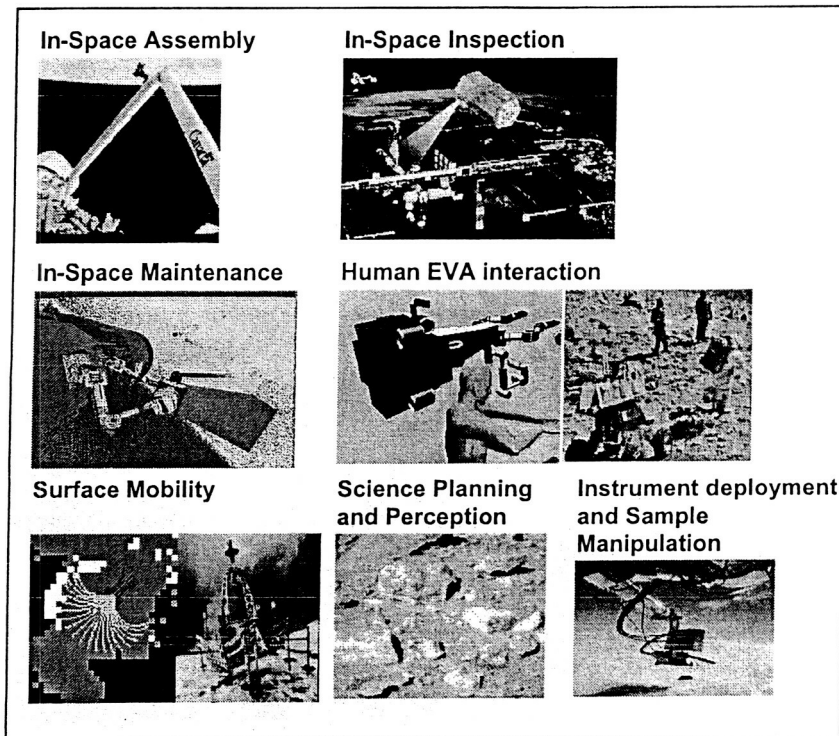 In-Space Assembly
In-Space Inspection
Canada
In-Space Maintenance
Human EVA interaction
Surface Mobility
Science Planning
and Perception
Instrument deployment
and Sample
Manipulation